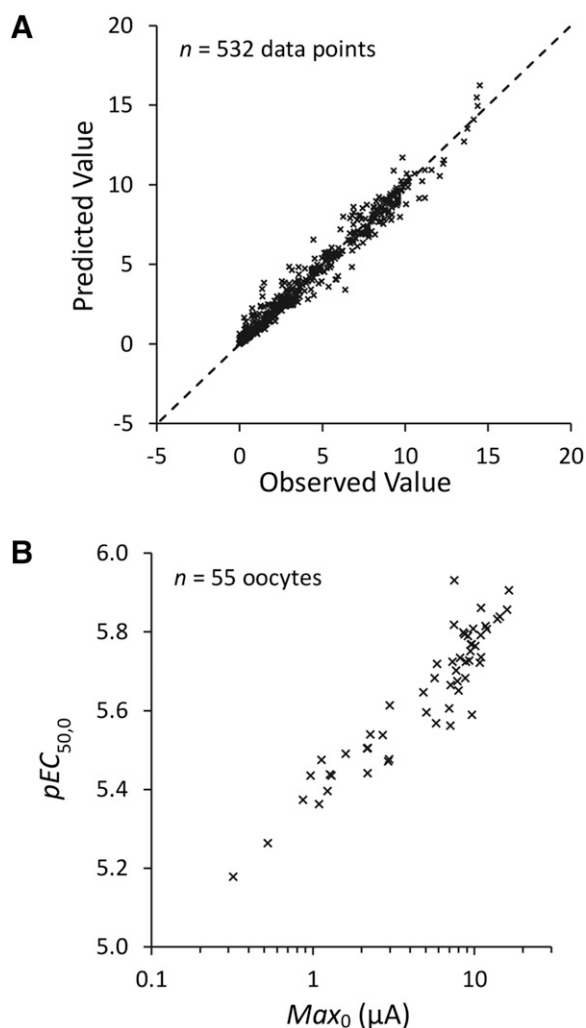 A
n = 532 data points
20
15
10
5
0
-5
Predicted Value
-5 0 5 10 15 20
Observed Value
B
n = 55 oocytes
6.0
5.8
5.6
5.4
5.2
5.0
pEC50,0
0.1 1 10
Max0 (µA)